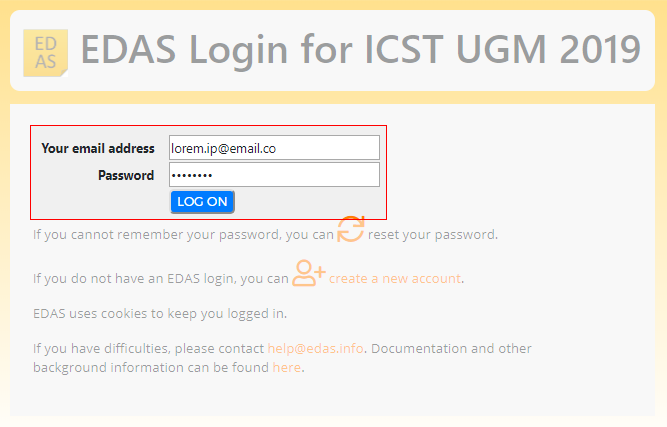 ED
AS
EDAS Login for ICST UGM 2019
Your email address lorem.ip@email.co
Password ••••••••
LOG ON
If you cannot remember your password, you can reset your password.
If you do not have an EDAS login, you can create a new account.
EDAS uses cookies to keep you logged in.
If you have difficulties, please contact help@edas.info. Documentation and other
background information can be found here.